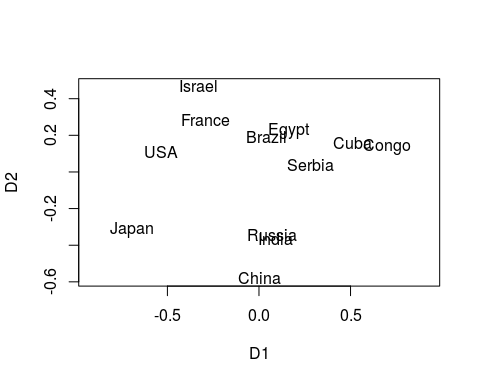 Israel
France
Egypt
Brazil
Cuba
Congo
USA
Serbia
Japan
Russia
India
China
0.4
0.2
-0.2
-0.6
D2
-0.5 0.0 0.5
D1